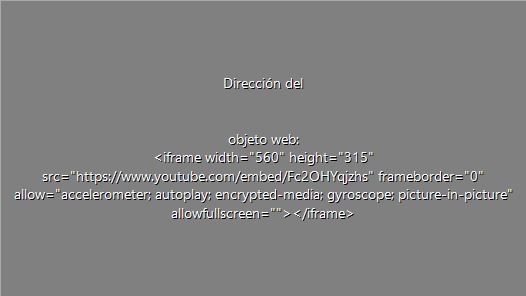 Dirección del
objeto web:
<iframe width="560" height="315"
src="https://www.youtube.com/embed/Fc2OHYqjzhs" frameborder="0"
allow="accelerometer; autoplay; encrypted-media; gyroscope; picture-in-picture"
allowfullscreen=""></iframe>